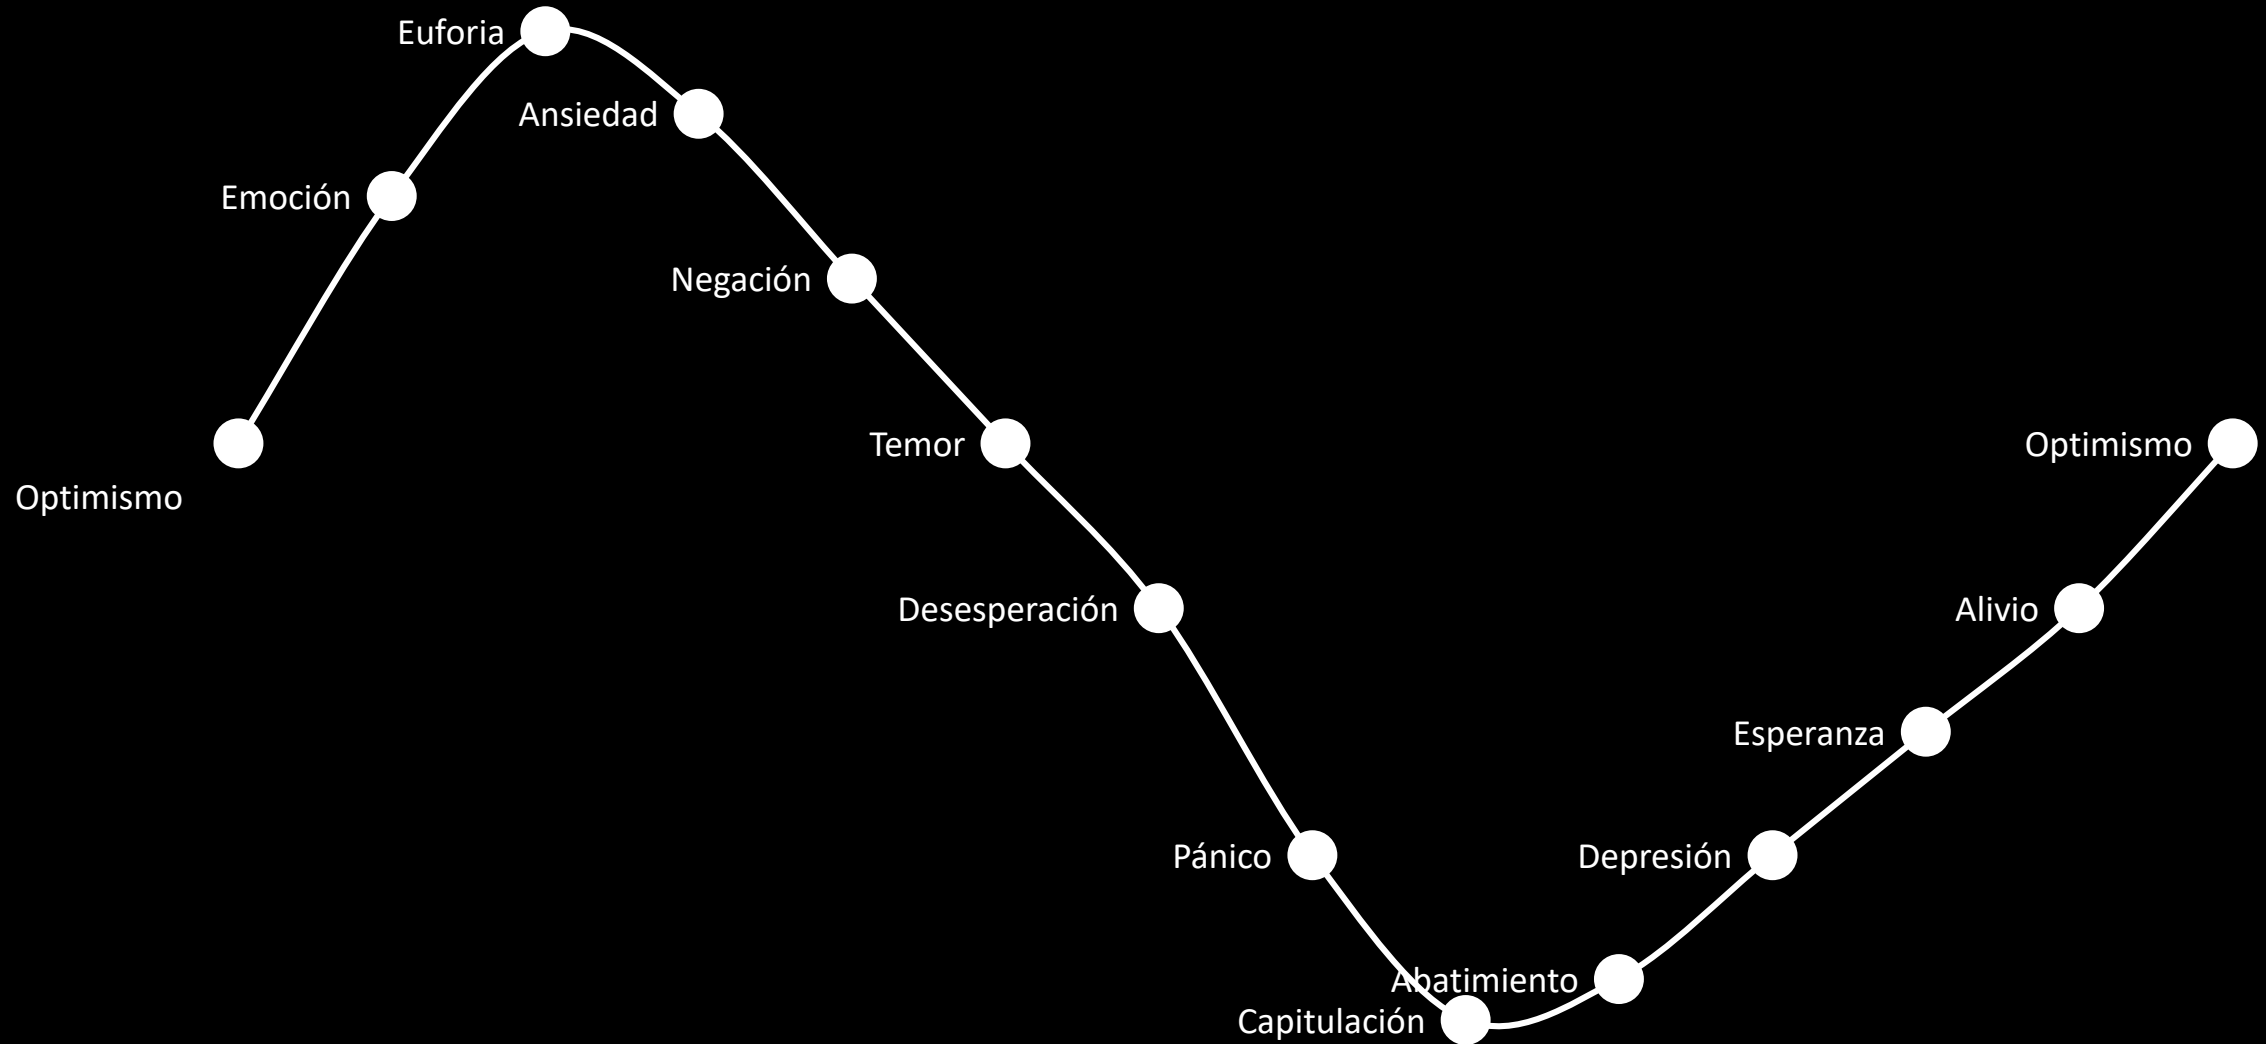 Optimismo
Emoción
Euforia
Ansiedad
Negación
Temor
Desesperación
Pánico
Capitulación
Abatimiento
Depresión
Esperanza
Alivio
Optimismo